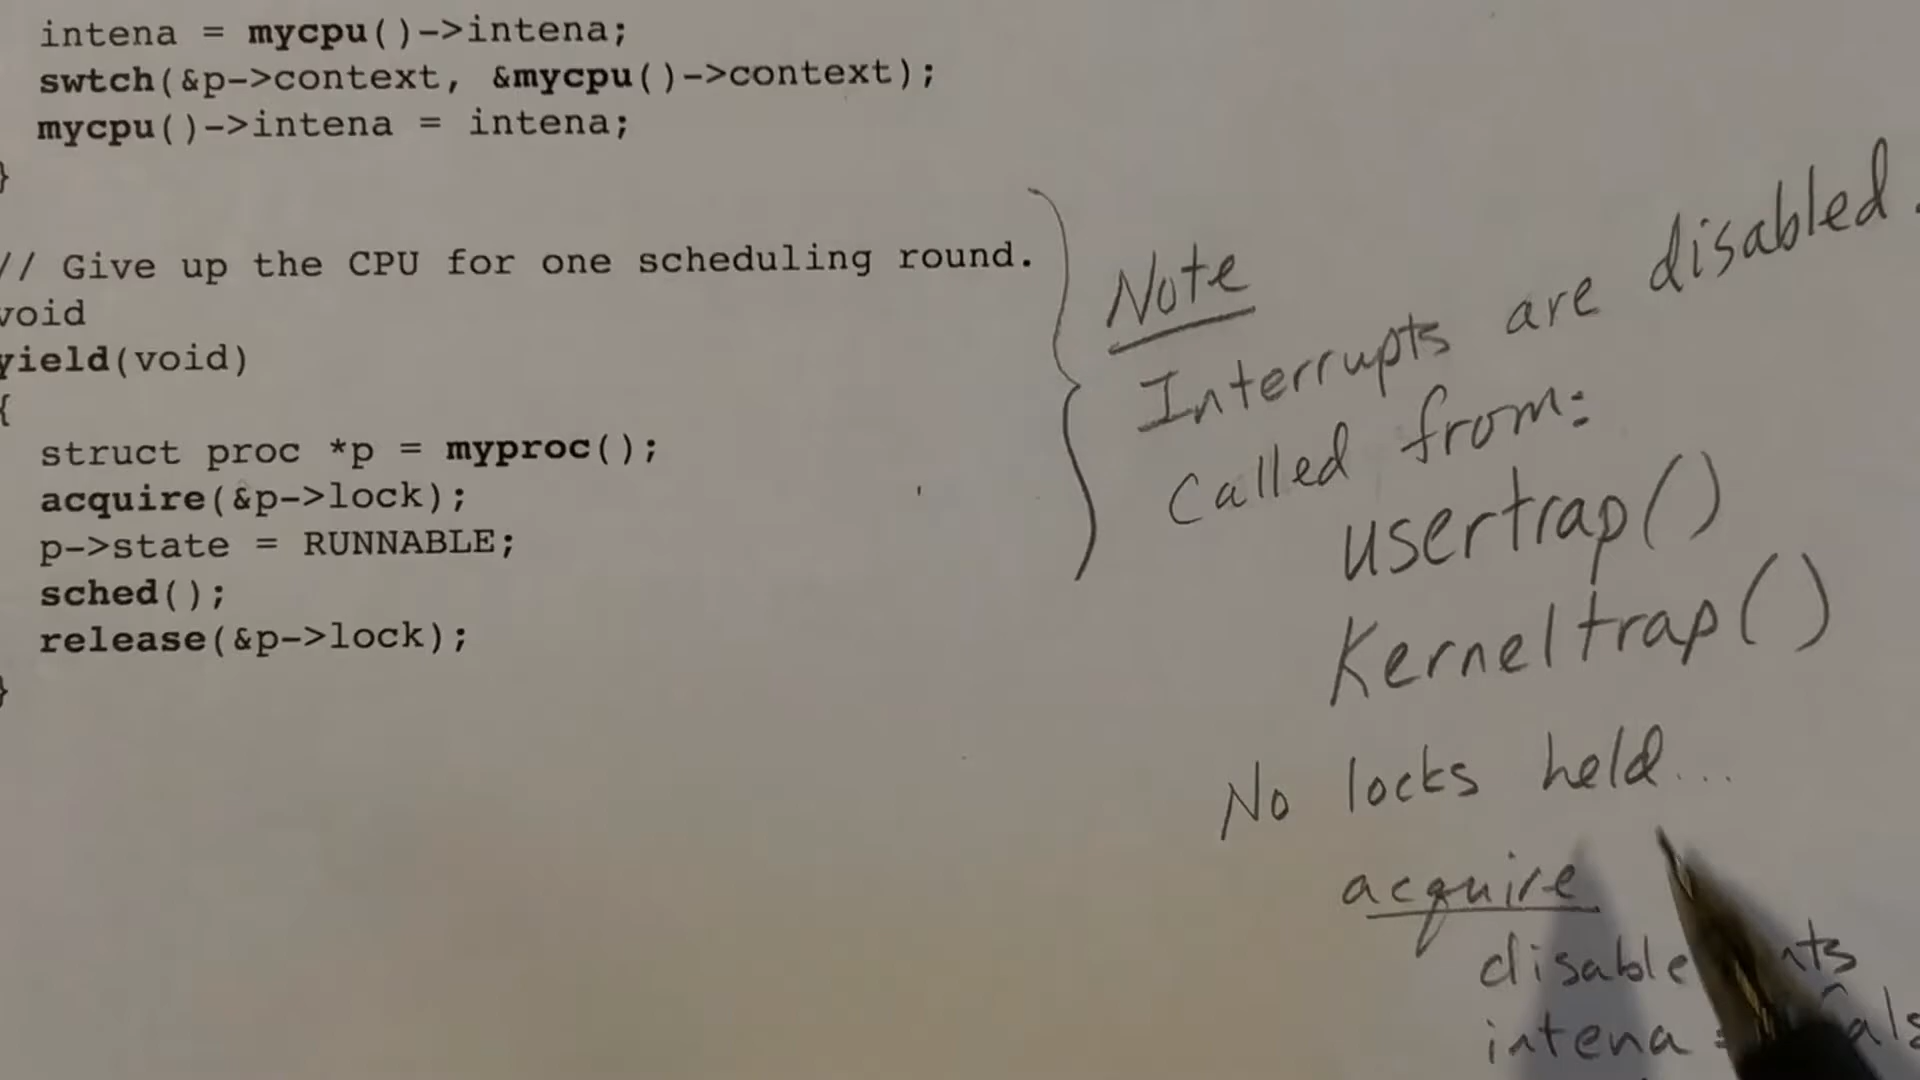 intena = mycpu()->intena;
swtch(&p->context, &mycpu()->context);
mycpu()->intena = intena;
}
// Give up the CPU for one scheduling round.
void
yield(void)
{
struct proc *p = myproc();
acquire(&p->lock);
p->state = RUNNABLE;
sched();
release(&p->lock);
}
Note
Interrupts are disabled.
Called from:
usertrap()
Kerneltrap()
No locks held...
acquire
disable
intena